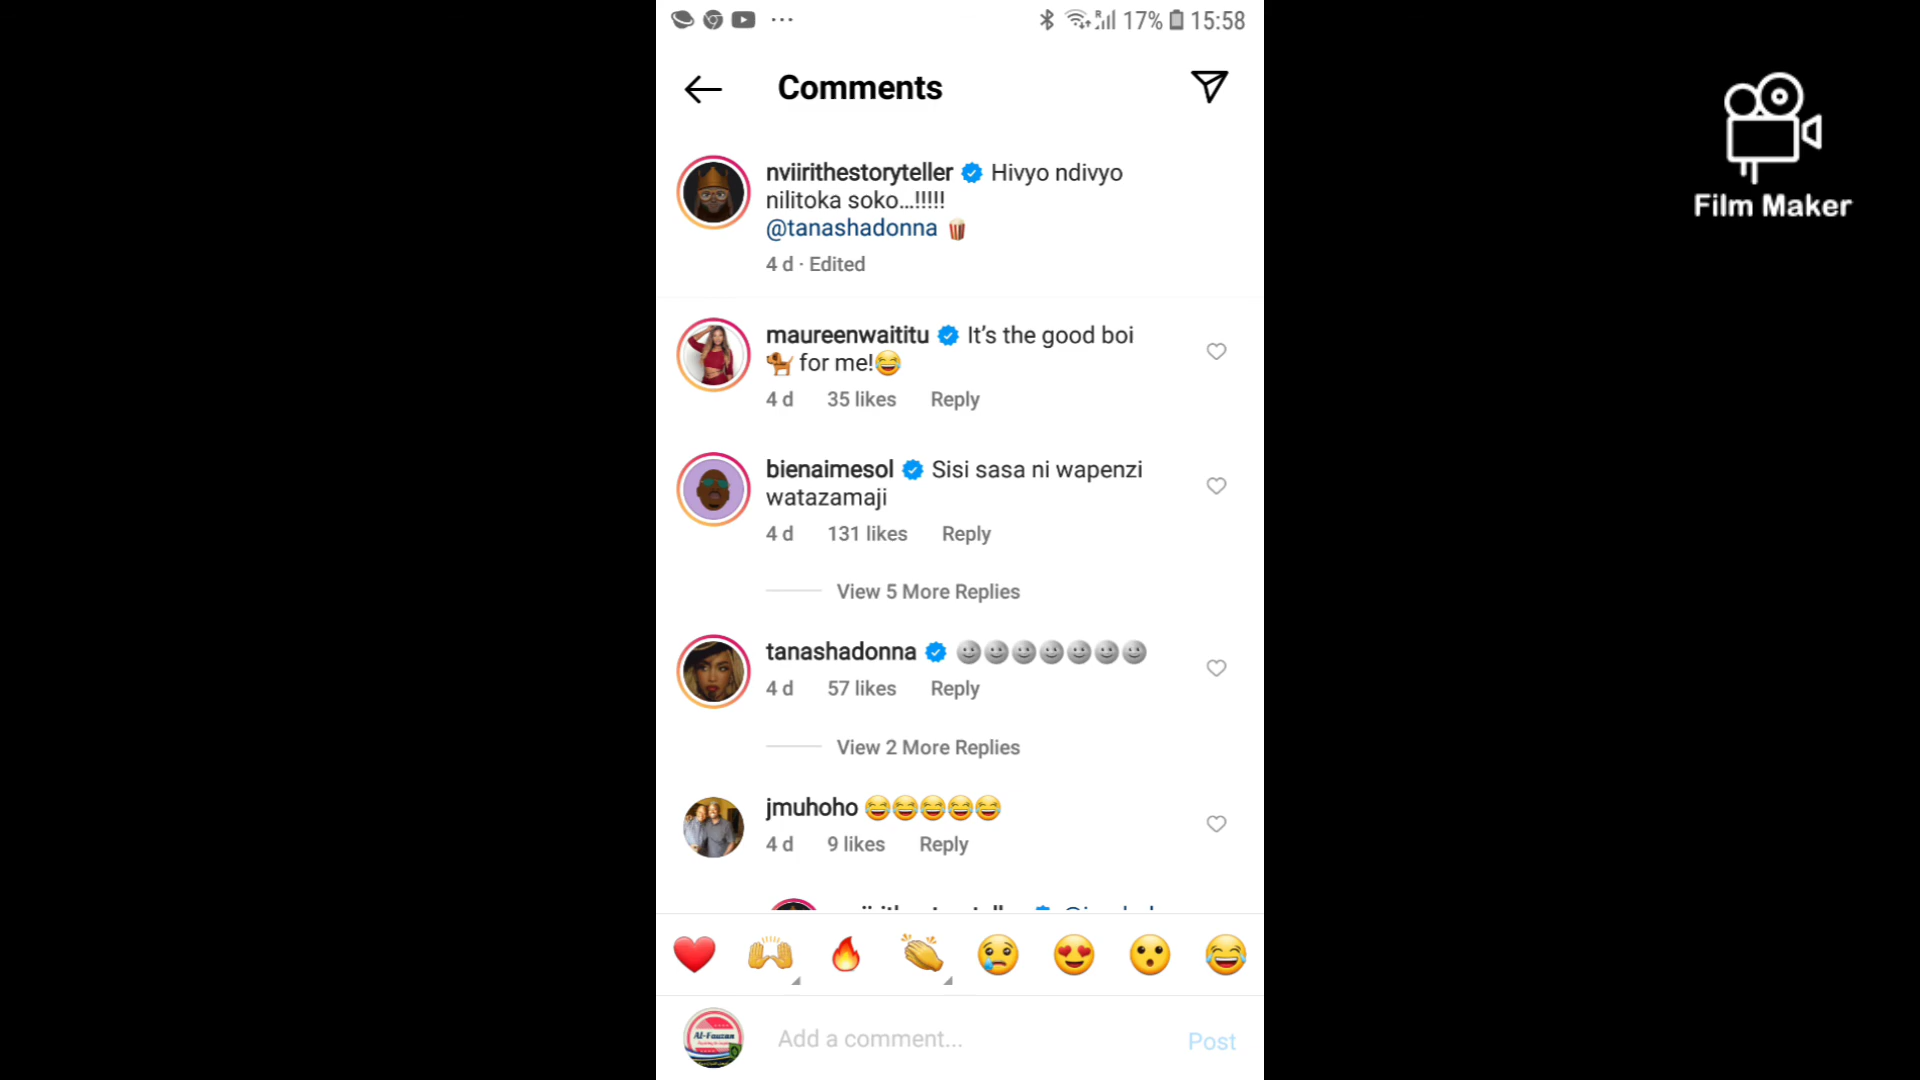 17% 15:58
Comments
nviirithestoryteller Hivyo ndivyo
nilitoka soko...!!!!!
@tanashadonna 🍿
4 d · Edited
maureenwaititu It's the good boi
🐕 for me!😂
4 d 35 likes Reply
bienaimesol Sisi sasa ni wapenzi
watazamaji
4 d 131 likes Reply
View 5 More Replies
tanashadonna 🌚🌚🌚🌚🌚🌚🌚
4 d 57 likes Reply
View 2 More Replies
jmuhoho 😂😂😂😂😂
4 d 9 likes Reply
Al-Fauzan
Add a comment...
Post
Film Maker